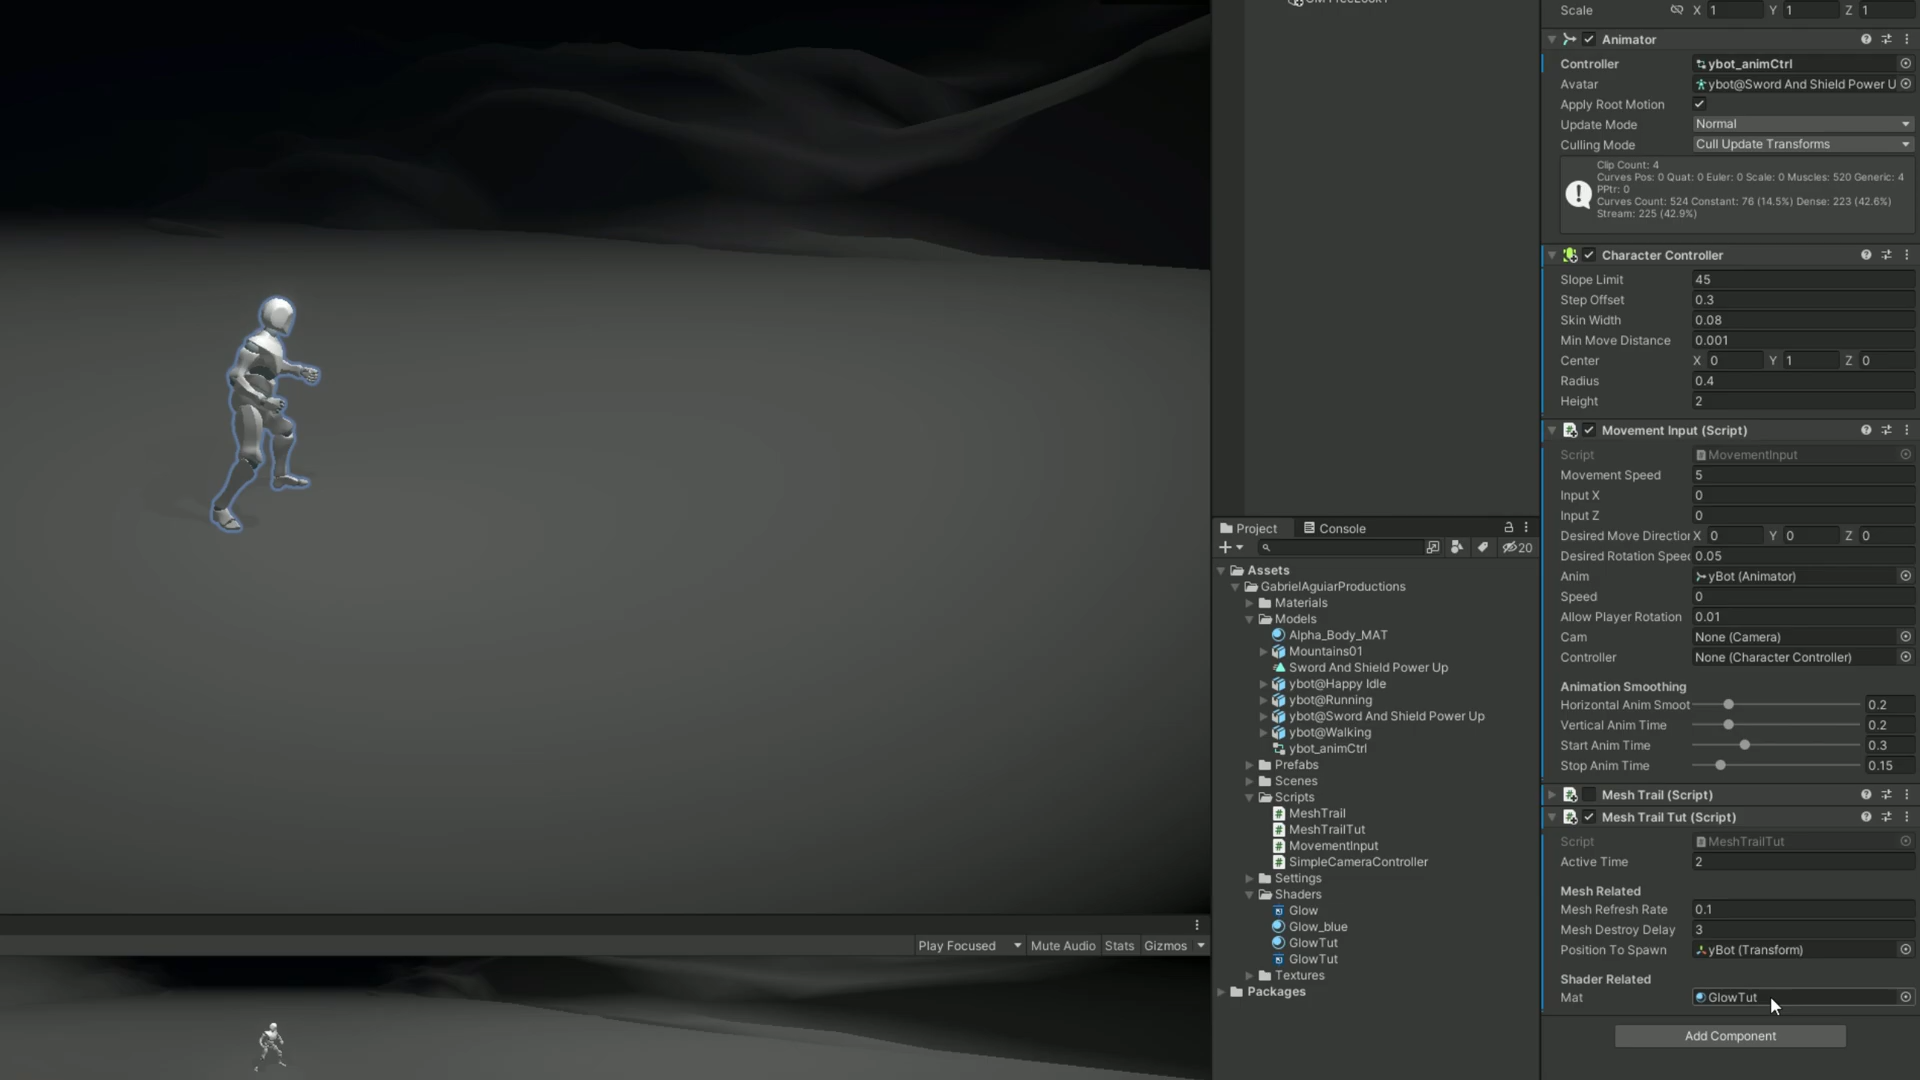 Scale X 1 Y 1 Z 1
Animator
Controller ybot_animCtrl
Avatar ybot@Sword And Shield Power U
Apply Root Motion
Update Mode Normal
Culling Mode Cull Update Transforms
Clip Count: 4
Curves Pos: 0 Quat: 0 Euler: 0 Scale: 0 Muscles: 520 Generic: 4
PPtr: 0
Curves Count: 524 Constant: 76 (14.5%) Dense: 223 (42.6%)
Stream: 225 (42.9%)
Character Controller
Slope Limit 45
Step Offset 0.3
Skin Width 0.08
Min Move Distance 0.001
Center X 0 Y 1 Z 0
Radius 0.4
Height 2
Movement Input (Script)
Script MovementInput
Movement Speed 5
Input X 0
Input Z 0
Desired Move Direction X 0 Y 0 Z 0
Desired Rotation Speed 0.05
Anim yBot (Animator)
Speed 0
Allow Player Rotation 0.01
Cam None (Camera)
Controller None (Character Controller)
Animation Smoothing
Horizontal Anim Smoot 0.2
Vertical Anim Time 0.2
Start Anim Time 0.3
Stop Anim Time 0.15
Mesh Trail (Script)
Mesh Trail Tut (Script)
Script MeshTrailTut
Active Time 2
Mesh Related
Mesh Refresh Rate 0.1
Mesh Destroy Delay 3
Position To Spawn yBot (Transform)
Shader Related
Mat GlowTut
Add Component
Project Console
20
Assets
GabrielAguiarProductions
Materials
Models
Alpha_Body_MAT
Mountains01
Sword And Shield Power Up
ybot@Happy Idle
ybot@Running
ybot@Sword And Shield Power Up
ybot@Walking
ybot_animCtrl
Prefabs
Scenes
Scripts
MeshTrail
MeshTrailTut
MovementInput
SimpleCameraController
Settings
Shaders
Glow
Glow_blue
GlowTut
GlowTut
Textures
Packages
Play Focused Mute Audio Stats Gizmos